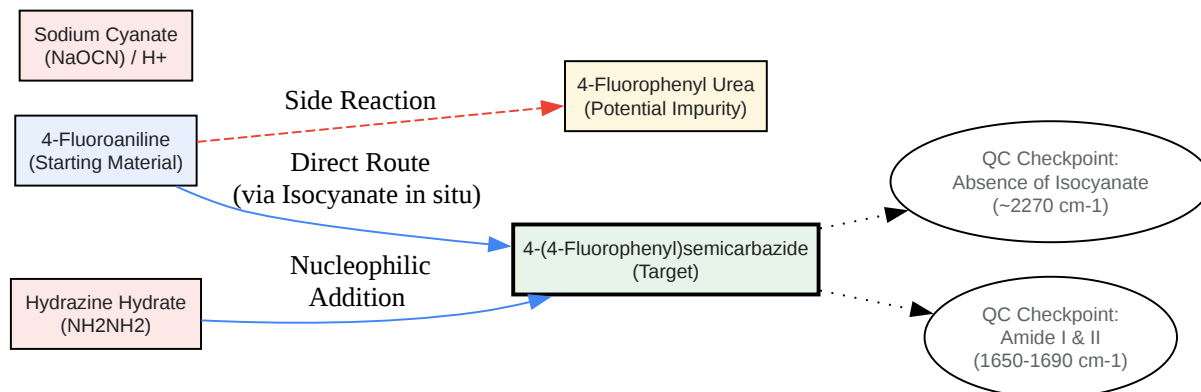 Sodium Cyanate
(NaOCN) / H+
4-Fluoroaniline
(Starting Material)
Side Reaction
4-Fluorophenyl Urea
(Potential Impurity)
Direct Route
(via Isocyanate in situ)
Hydrazine Hydrate
(NH2NH2)
Nucleophilic
Addition
4-(4-Fluorophenyl)semicarbazide
(Target)
QC Checkpoint:
Absence of Isocyanate
(~2270 cm-1)
QC Checkpoint:
Amide I & II
(1650-1690 cm-1)